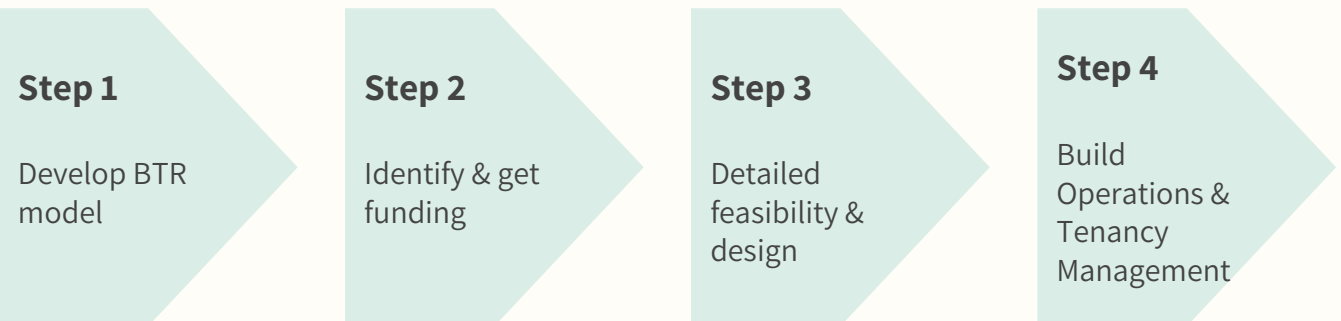 Step 1
Develop BTR
model
Step 2
Identify & get
funding
Step 3
Detailed
feasibility &
design
Step 4
Build
Operations &
Tenancy
Management